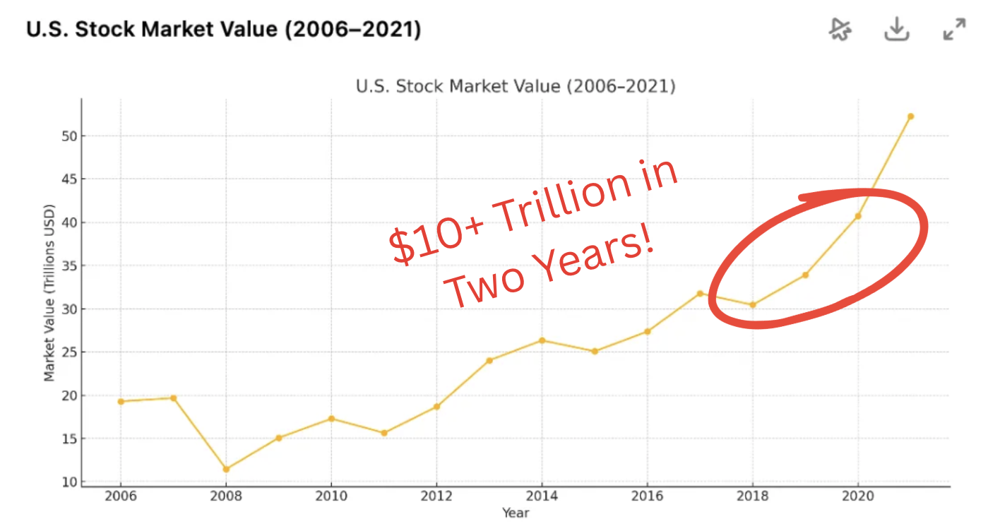 U.S. Stock Market Value (2006–2021)
U.S. Stock Market Value (2006–2021)
Market Value (Trillions USD)
50
45
40
35
30
25
20
15
10
$10+ Trillion in
Two Years!
2006 2008 2010 2012 2014 2016 2018 2020
Year